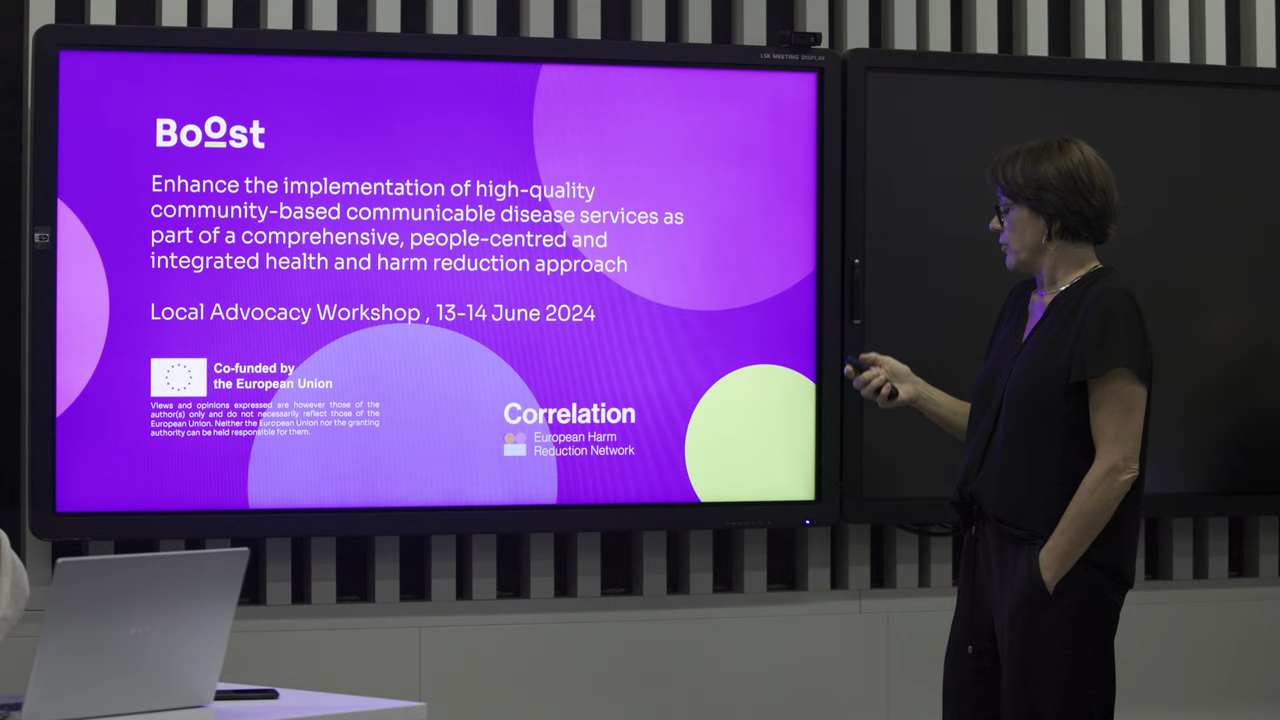 LSK MEETING DISPLAY
Boost
Enhance the implementation of high-quality
community-based communicable disease services as
part of a comprehensive, people-centred and
integrated health and harm reduction approach
Local Advocacy Workshop , 13-14 June 2024
Co-funded by
the European Union
Views and opinions expressed are however those of the
author(s) only and do not necessarily reflect those of the
European Union. Neither the European Union nor the granting
authority can be held responsible for them.
Correlation
European Harm
Reduction Network